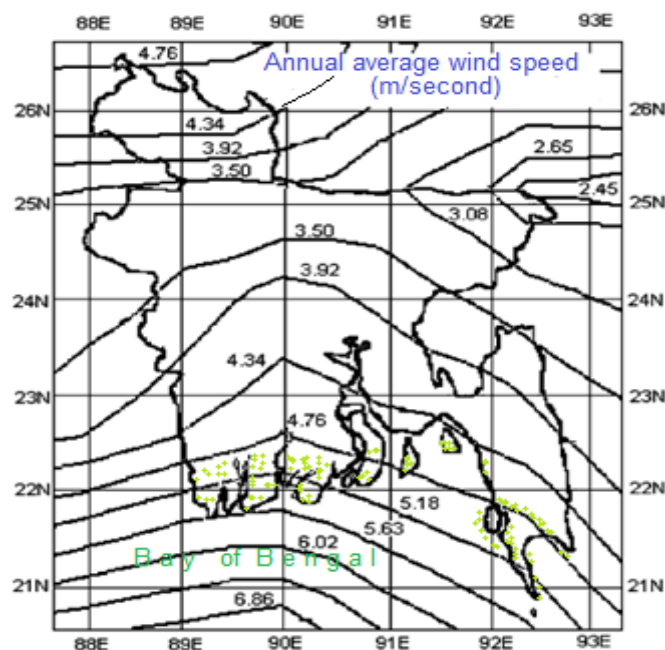 88E 89E 90E 91E 92E 93E
4.76
Annual average wind speed
(m/second)
26N 26N
4.34
3.92
2.65
3.50
25N 2.45 25N
3.08
3.50
3.92
24N 24N
4.34
23N 23N
4.76
22N 22N
5.18
5.63
6.02
Bay of Bengal
21N 21N
6.86
88E 89E 90E 91E 92E 93E